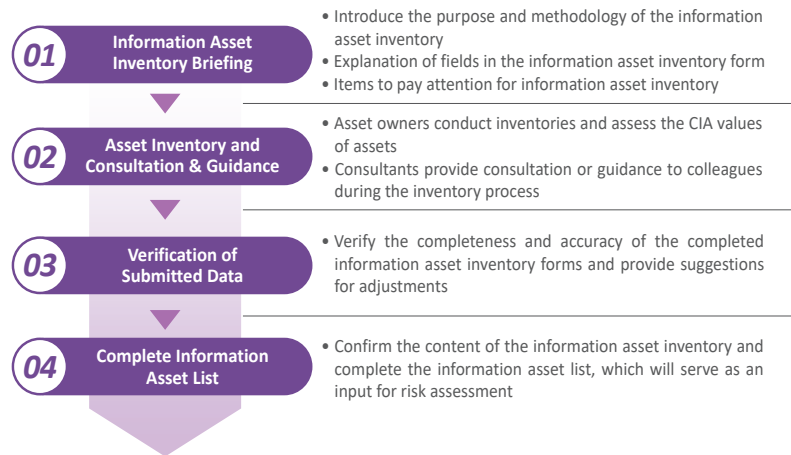 01
Information Asset
Inventory Briefing
• Introduce the purpose and methodology of the information
asset inventory
• Explanation of fields in the information asset inventory form
• Items to pay attention for information asset inventory
02
Asset Inventory and
Consultation & Guidance
• Asset owners conduct inventories and assess the CIA values
of assets
• Consultants provide consultation or guidance to colleagues
during the inventory process
03
Verification of
Submitted Data
• Verify the completeness and accuracy of the completed
information asset inventory forms and provide suggestions
for adjustments
04
Complete Information
Asset List
• Confirm the content of the information asset inventory and
complete the information asset list, which will serve as an
input for risk assessment